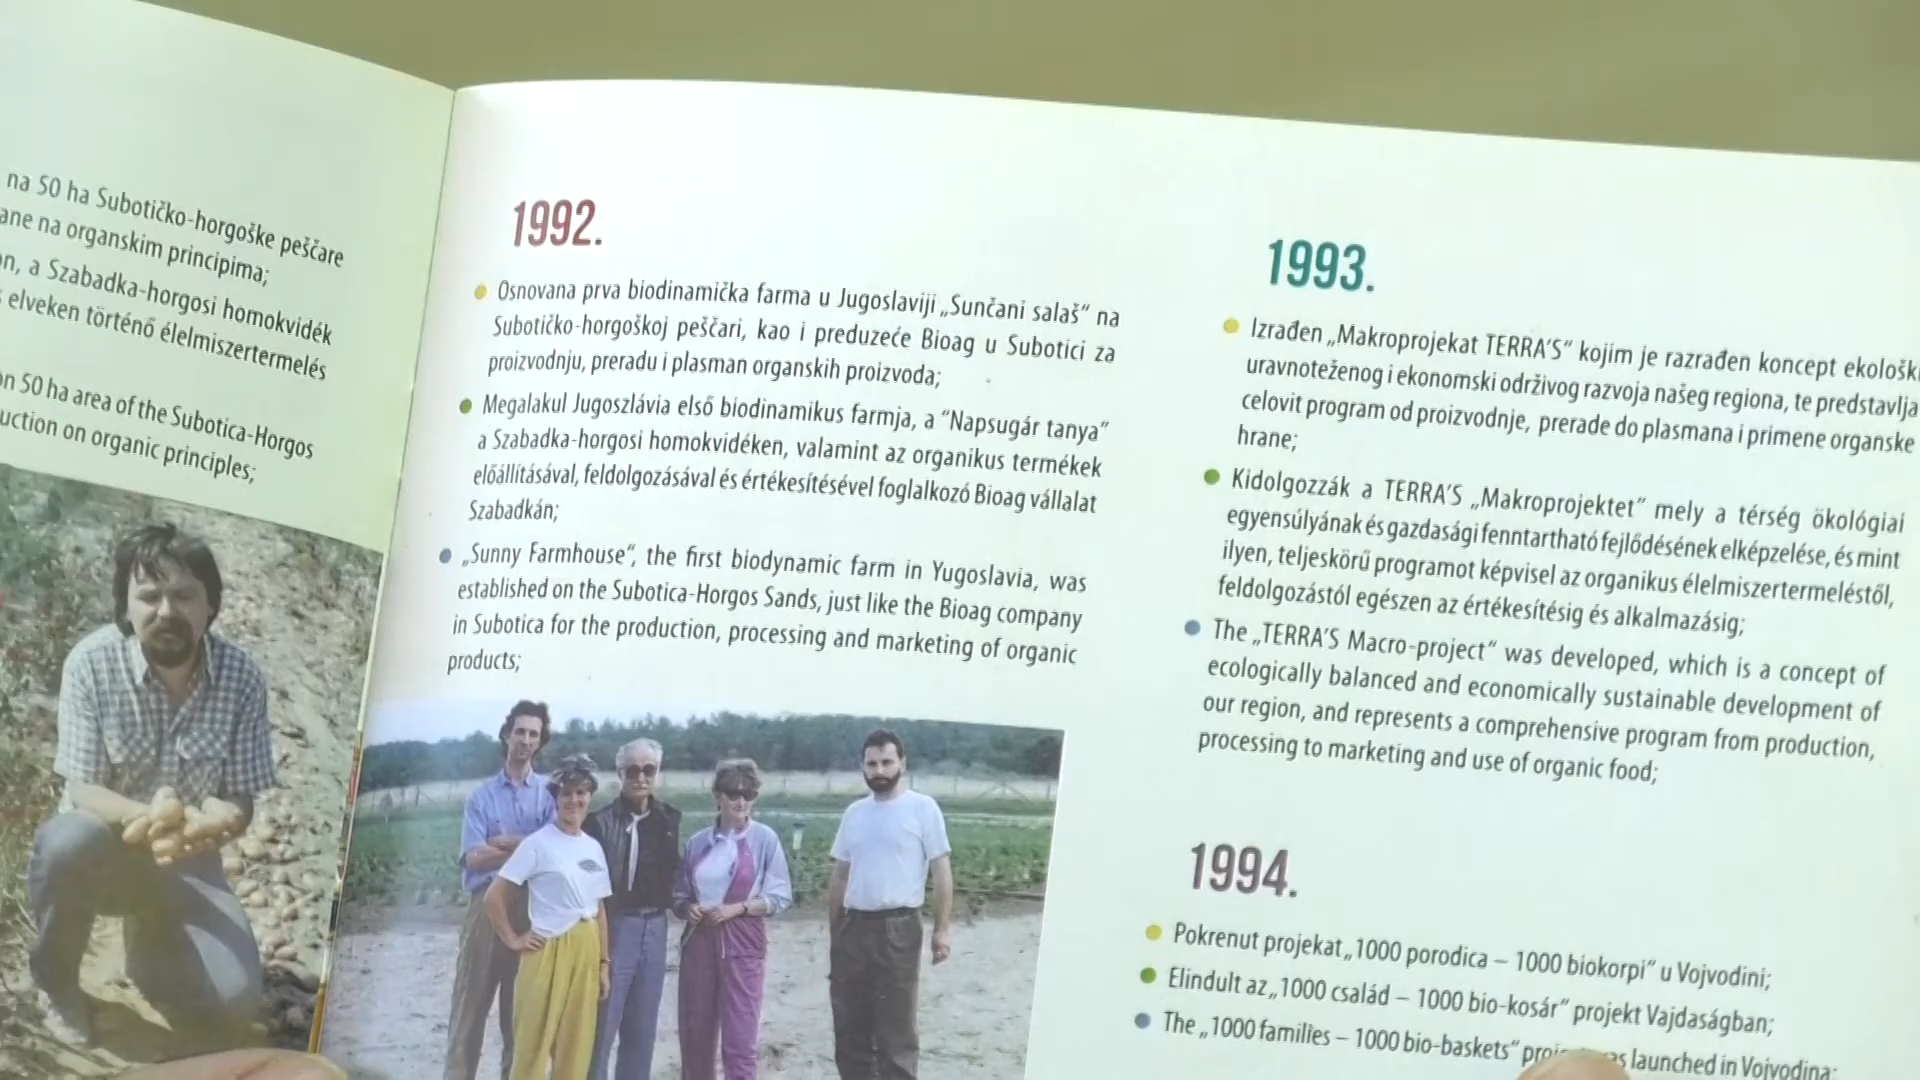 na 50 ha Subotičko-horgoške peščare
na organskim principima;
a Szabadka-horgosi homokvidék
elveken történő élelmiszertermelés
50 ha area of the Subotica-Horgos
on organic principles;
1992.
Osnovana prva biodinamička farma u Jugoslaviji „Sunčani salaš“ na
Subotičko-horgoškoj peščari, kao i preduzeće Bioag u Subotici za
proizvodnju, preradu i plasman organskih proizvoda;
Megalakul Jugoszlávia első biodinamikus farmja, a “Napsugár tanya”
a Szabadka-horgosi homokvidéken, valamint az organikus termékek
előállításával, feldolgozásával és értékesítésével foglalkozó Bioag vállalat
Szabadkán;
„Sunny Farmhouse“, the first biodynamic farm in Yugoslavia, was
established on the Subotica-Horgos Sands, just like the Bioag company
in Subotica for the production, processing and marketing of organic
products;
1993.
Izrađen „Makroprojekat TERRA’S“ kojim je razrađen koncept ekološki
uravnoteženog i ekonomski održivog razvoja našeg regiona, te predstavlja
celovit program od proizvodnje, prerade do plasmana i primene organske
hrane;
Kidolgozzák a TERRA’S „Makroprojektet“ mely a térség ökológiai
egyensúlyának és gazdasági fenntartható fejlődésének elképzelése, és mint
ilyen, teljeskörű programot képvisel az organikus élelmiszertermeléstől,
feldolgozástól egészen az értékesítésig és alkalmazásig;
The „TERRA’S Macro-project“ was developed, which is a concept of
ecologically balanced and economically sustainable development of
our region, and represents a comprehensive program from production,
processing to marketing and use of organic food;
1994.
Pokrenut projekat „1000 porodica – 1000 biokorpi“ u Vojvodini;
Elindult az „1000 család – 1000 bio-kosár“ projekt Vajdaságban;
The „1000 families – 1000 bio-baskets“ launched in Vojvodina;